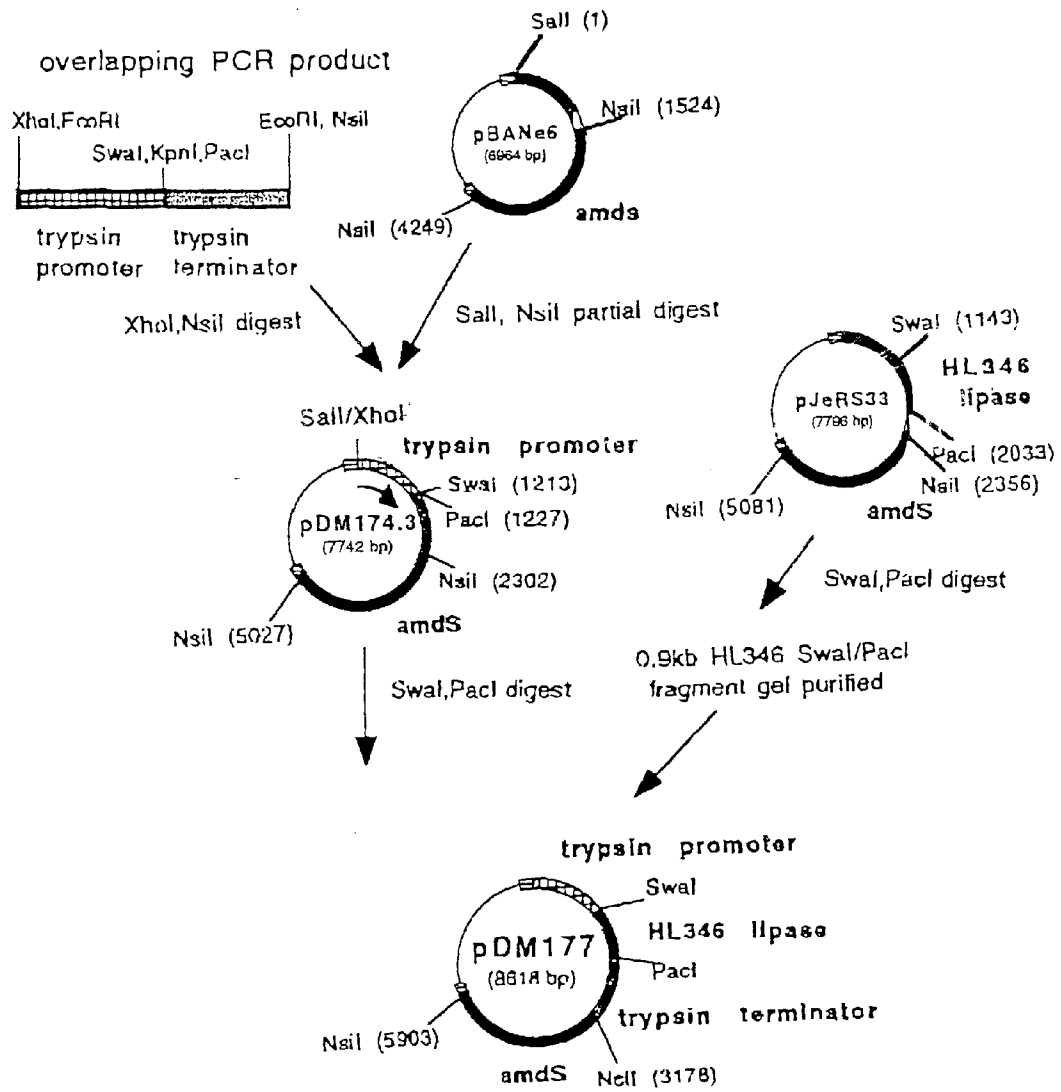 SalI (1)
overlapping PCR product
NsiI (1524)
XhoI,EcoRI
EcoRI, NsiI
pBANe6
(6964 bp)
SwaI,KpnI,PacI
amds
NsiI (4249)
trypsin promoter
trypsin terminator
XhoI,NsiI digest
SalI, NsiI partial digest
SwaI (1143)
HL346
lipase
pJeRS33
(7796 bp)
SalI/XhoI
trypsin promoter
PacI (2033)
NsiI (2356)
SwaI (1213)
PacI (1227)
NsiI (5081)
amdS
pDM174.3
(7742 bp)
NsiI (2302)
SwaI,PacI digest
amdS
NsiI (5027)
0.9kb HL346 SwaI/PacI
fragment gel purified
SwaI,PacI digest
trypsin promoter
SwaI
HL346 lipase
pDM177
(8618 bp)
PacI
trypsin terminator
NsiI (5903)
amdS
NsiI (3178)